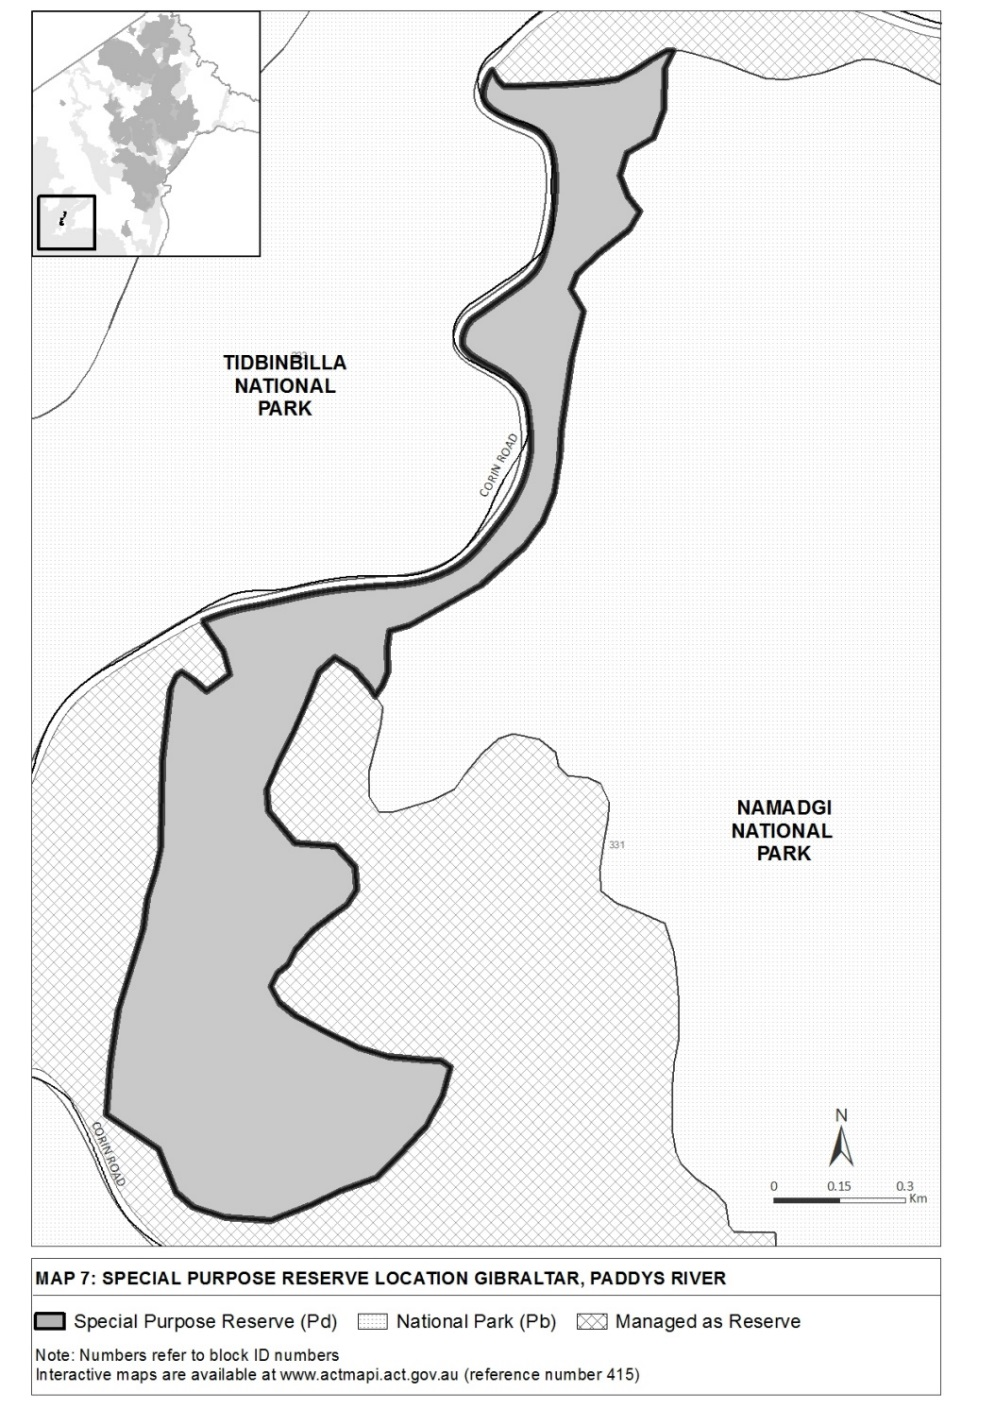 TIDBINBILLA
NATIONAL
PARK
CORIN ROAD
NAMADGI
NATIONAL
PARK
331
CORIN ROAD
N
0 0.15 0.3
Km
MAP 7: SPECIAL PURPOSE RESERVE LOCATION GIBRALTAR, PADDYS RIVER
Special Purpose Reserve (Pd) National Park (Pb) Managed as Reserve
Note: Numbers refer to block ID numbers
Interactive maps are available at www.actmapi.act.gov.au (reference number 415)